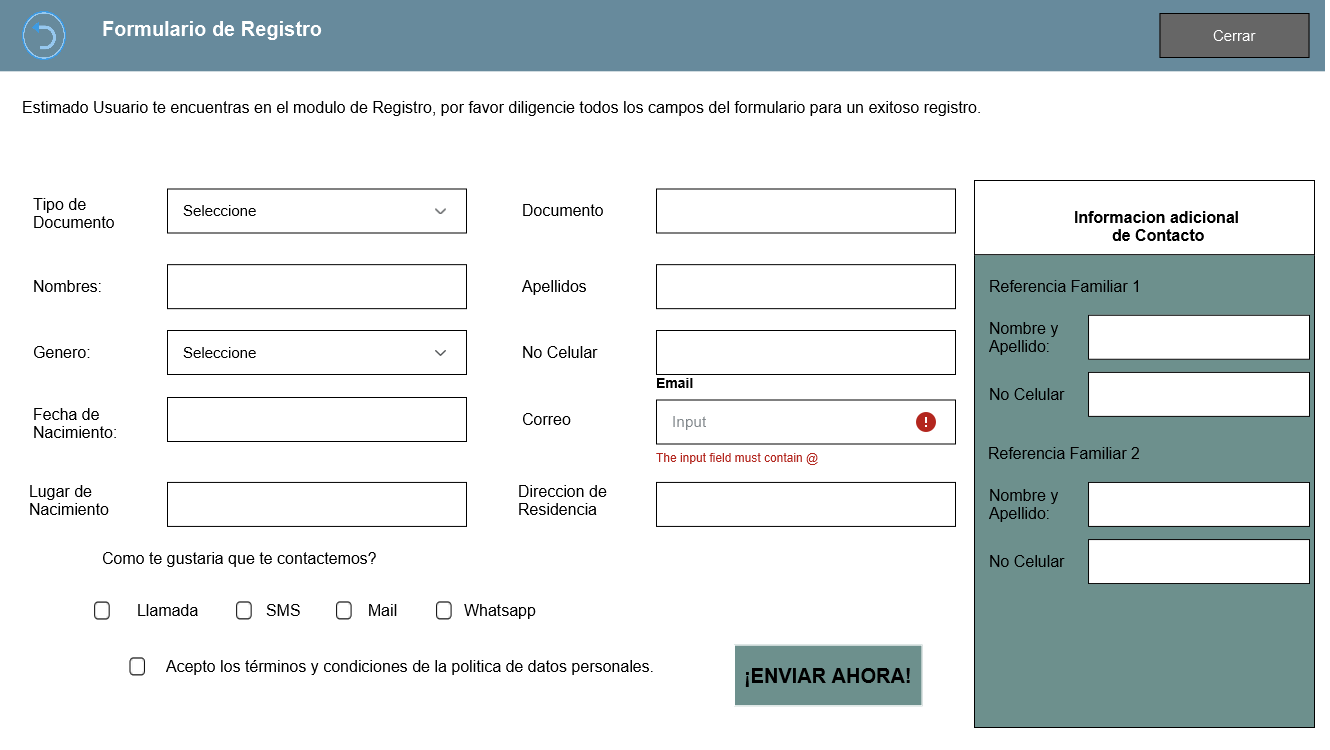 Formulario de Registro
Cerrar
Estimado Usuario te encuentras en el modulo de Registro, por favor diligencie todos los campos del formulario para un exitoso registro.
Tipo de
Documento
Seleccione
Documento
Nombres:
Apellidos
Genero:
Seleccione
No Celular
Fecha de
Nacimiento:
Correo
Email
Input
!
The input field must contain @
Lugar de
Nacimiento
Direccion de
Residencia
Como te gustaria que te contactemos?
Llamada
SMS
Mail
Whatsapp
Acepto los términos y condiciones de la politica de datos personales.
¡ENVIAR AHORA!
Informacion adicional
de Contacto
Referencia Familiar 1
Nombre y
Apellido:
No Celular
Referencia Familiar 2
Nombre y
Apellido:
No Celular